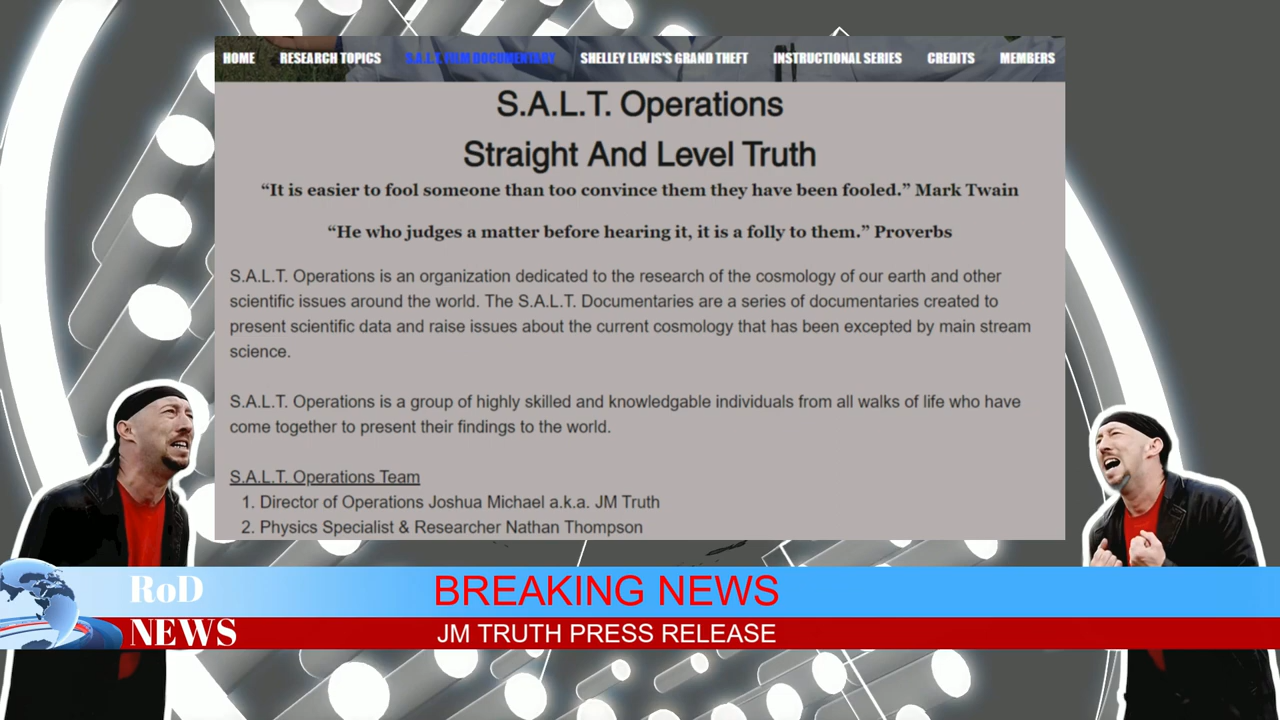 HOME RESEARCH TOPICS S.A.L.T. FILM DOCUMENTARY SHELLEY LEWIS'S GRAND THEFT INSTRUCTIONAL SERIES CREDITS MEMBERS
S.A.L.T. Operations
Straight And Level Truth
“It is easier to fool someone than too convince them they have been fooled.” Mark Twain
“He who judges a matter before hearing it, it is a folly to them.” Proverbs
S.A.L.T. Operations is an organization dedicated to the research of the cosmology of our earth and other
scientific issues around the world. The S.A.L.T. Documentaries are a series of documentaries created to
present scientific data and raise issues about the current cosmology that has been excepted by main stream
science.
S.A.L.T. Operations is a group of highly skilled and knowledgable individuals from all walks of life who have
come together to present their findings to the world.
S.A.L.T. Operations Team
1. Director of Operations Joshua Michael a.k.a. JM Truth
2. Physics Specialist & Researcher Nathan Thompson
RoD
NEWS
BREAKING NEWS
JM TRUTH PRESS RELEASE